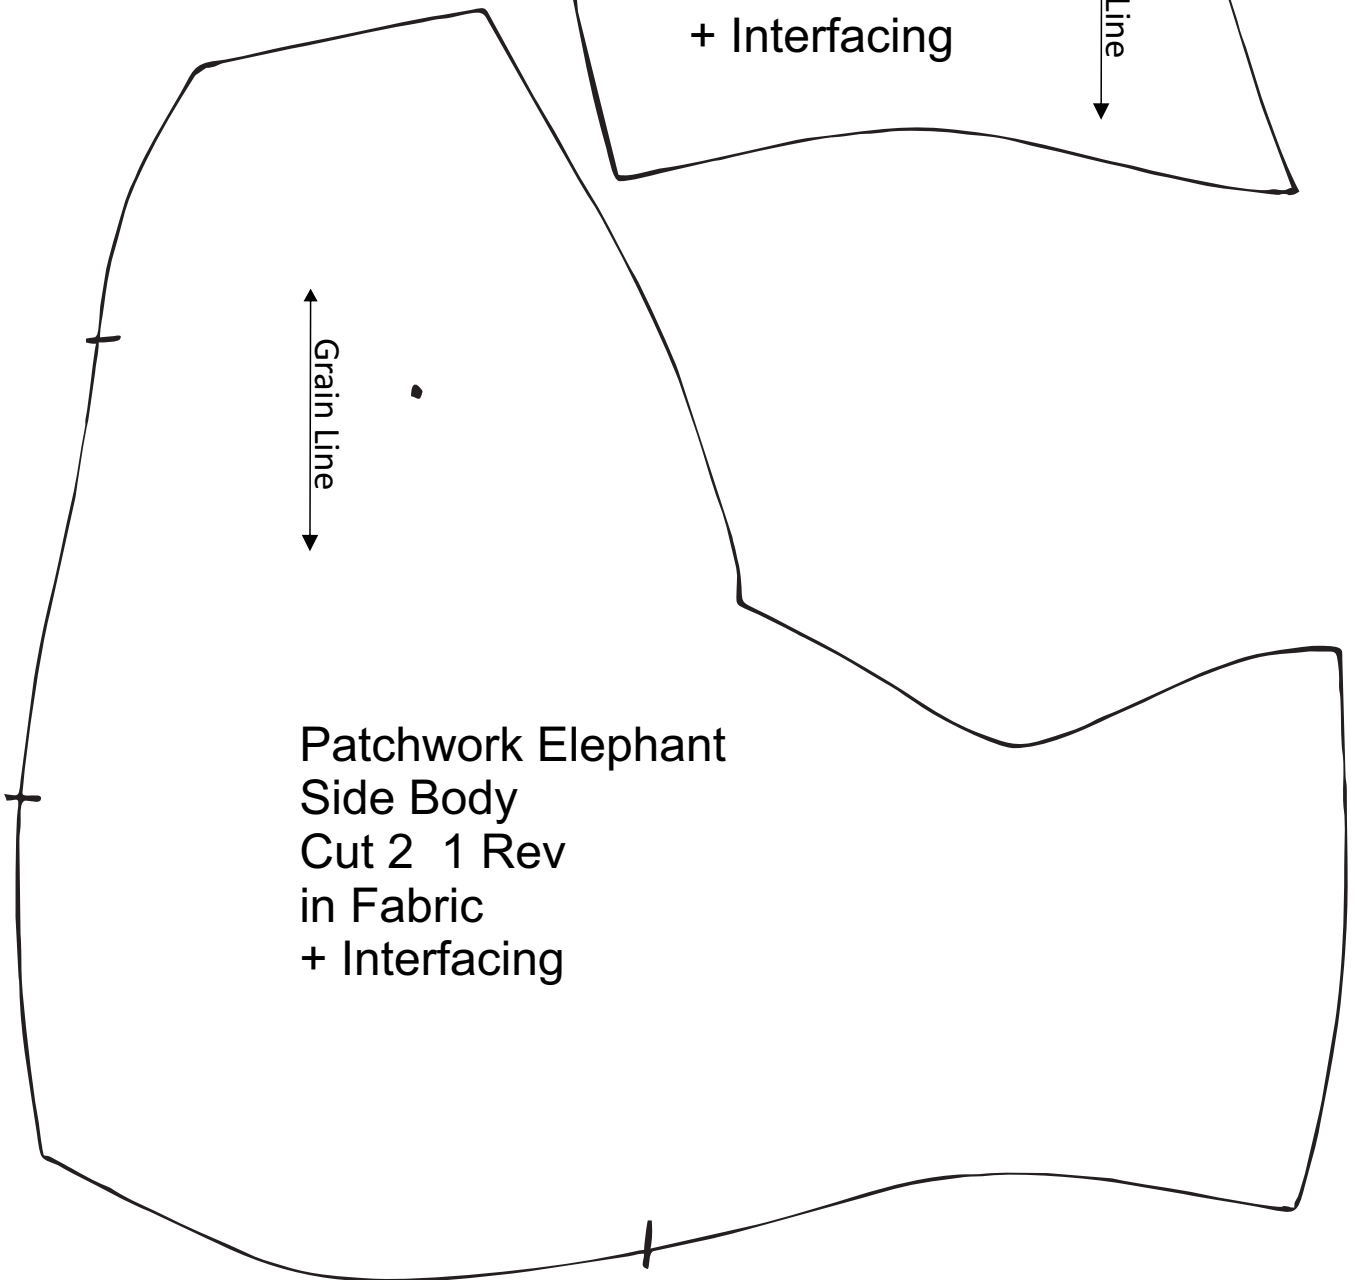 + Interfacing
Line
Grain Line
Patchwork Elephant
Side Body
Cut 2  1 Rev
in Fabric
+ Interfacing